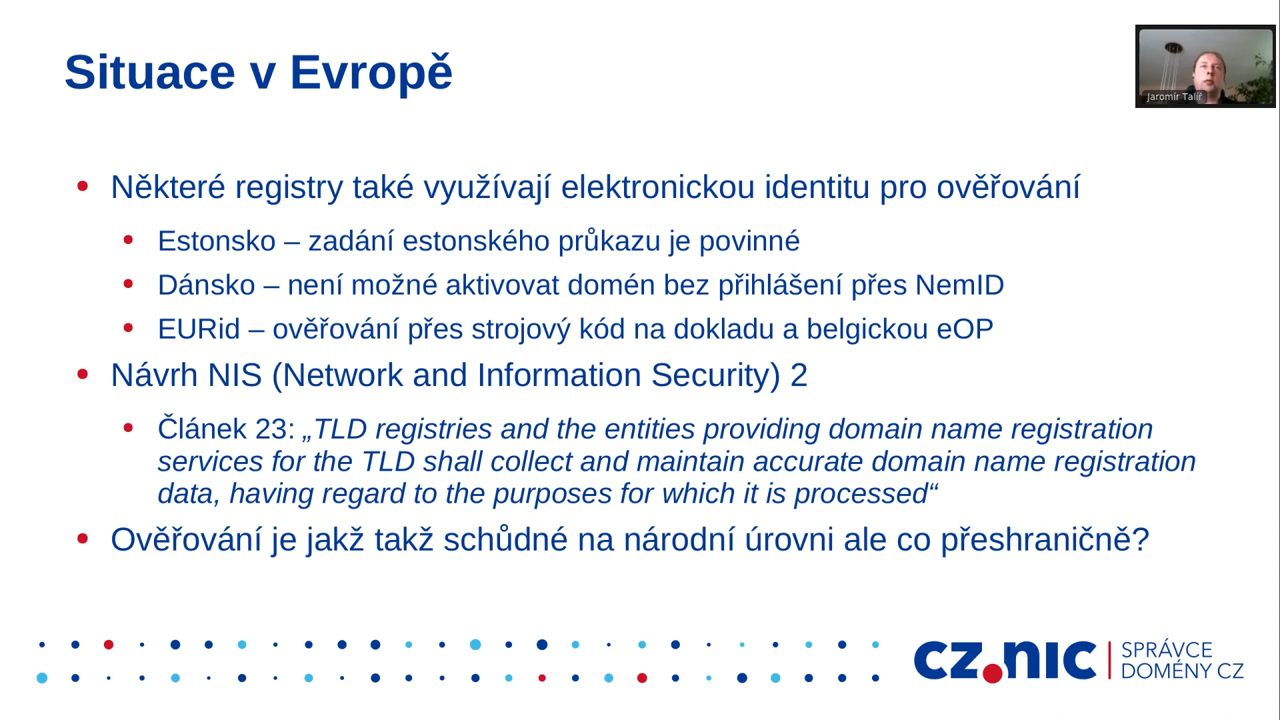 Situace v Evropě
Jaromír Talíř
Některé registry také využívají elektronickou identitu pro ověřování
Estonsko – zadání estonského průkazu je povinné
Dánsko – není možné aktivovat domén bez přihlášení přes NemID
EURid – ověřování přes strojový kód na dokladu a belgickou eOP
Návrh NIS (Network and Information Security) 2
Článek 23: „TLD registries and the entities providing domain name registration
services for the TLD shall collect and maintain accurate domain name registration
data, having regard to the purposes for which it is processed“
Ověřování je jakž takž schůdné na národní úrovni ale co přeshraničně?
CZ.NIC
SPRÁVCE
DOMÉNY CZ